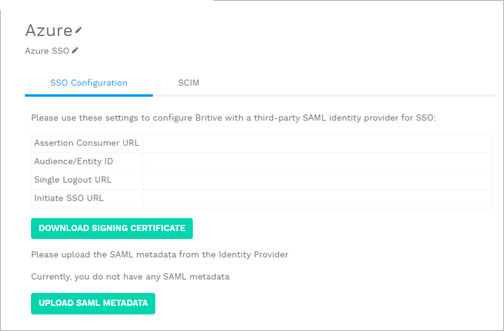 Azure
Azure SSO
SSO Configuration
SCIM
Please use these settings to configure Britive with a third-party SAML identity provider for SSO:
Assertion Consumer URL
Audience/Entity ID
Single Logout URL
Initiate SSO URL
DOWNLOAD SIGNING CERTIFICATE
Please upload the SAML metadata from the Identity Provider
Currently, you do not have any SAML metadata
UPLOAD SAML METADATA